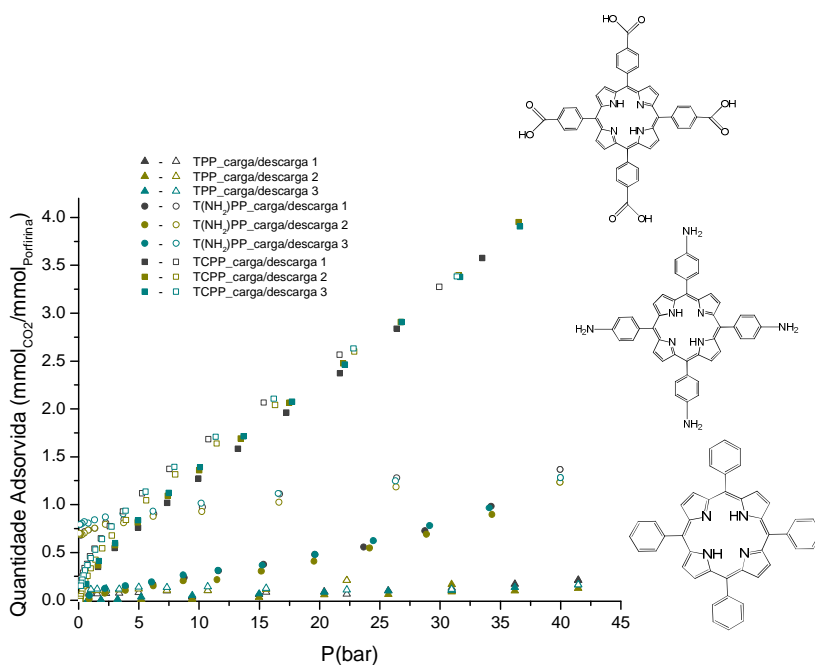 O
OH
HO
O
O
OH
NH
N
N
HN
HO
O
O
OH
TPP_carga/descarga 1
TPP_carga/descarga 2
TPP_carga/descarga 3
T(NH2)PP_carga/descarga 1
T(NH2)PP_carga/descarga 2
T(NH2)PP_carga/descarga 3
TCPP_carga/descarga 1
TCPP_carga/descarga 2
TCPP_carga/descarga 3
NH2
NH
N
H2N
NH2
N
HN
NH2
N
HN
NH
N
4.0
3.5
3.0
2.5
2.0
1.5
1.0
0.5
0.0
Quantidade Adsorvida (mmolCO2/mmolPorfirina)
0 5 10 15 20 25 30 35 40 45
P(bar)